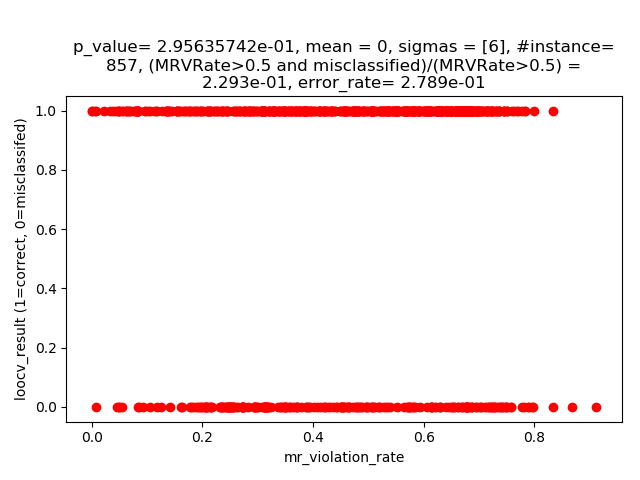 p_value= 2.95635742e-01, mean = 0, sigmas = [6], #instance=
857, (MRVRate>0.5 and misclassified)/(MRVRate>0.5) =
2.293e-01, error_rate= 2.789e-01
1.0
0.8
0.6
0.4
0.2
0.0
loocv_result (1=correct, 0=misclassifed)
0.0 0.2 0.4 0.6 0.8
mr_violation_rate